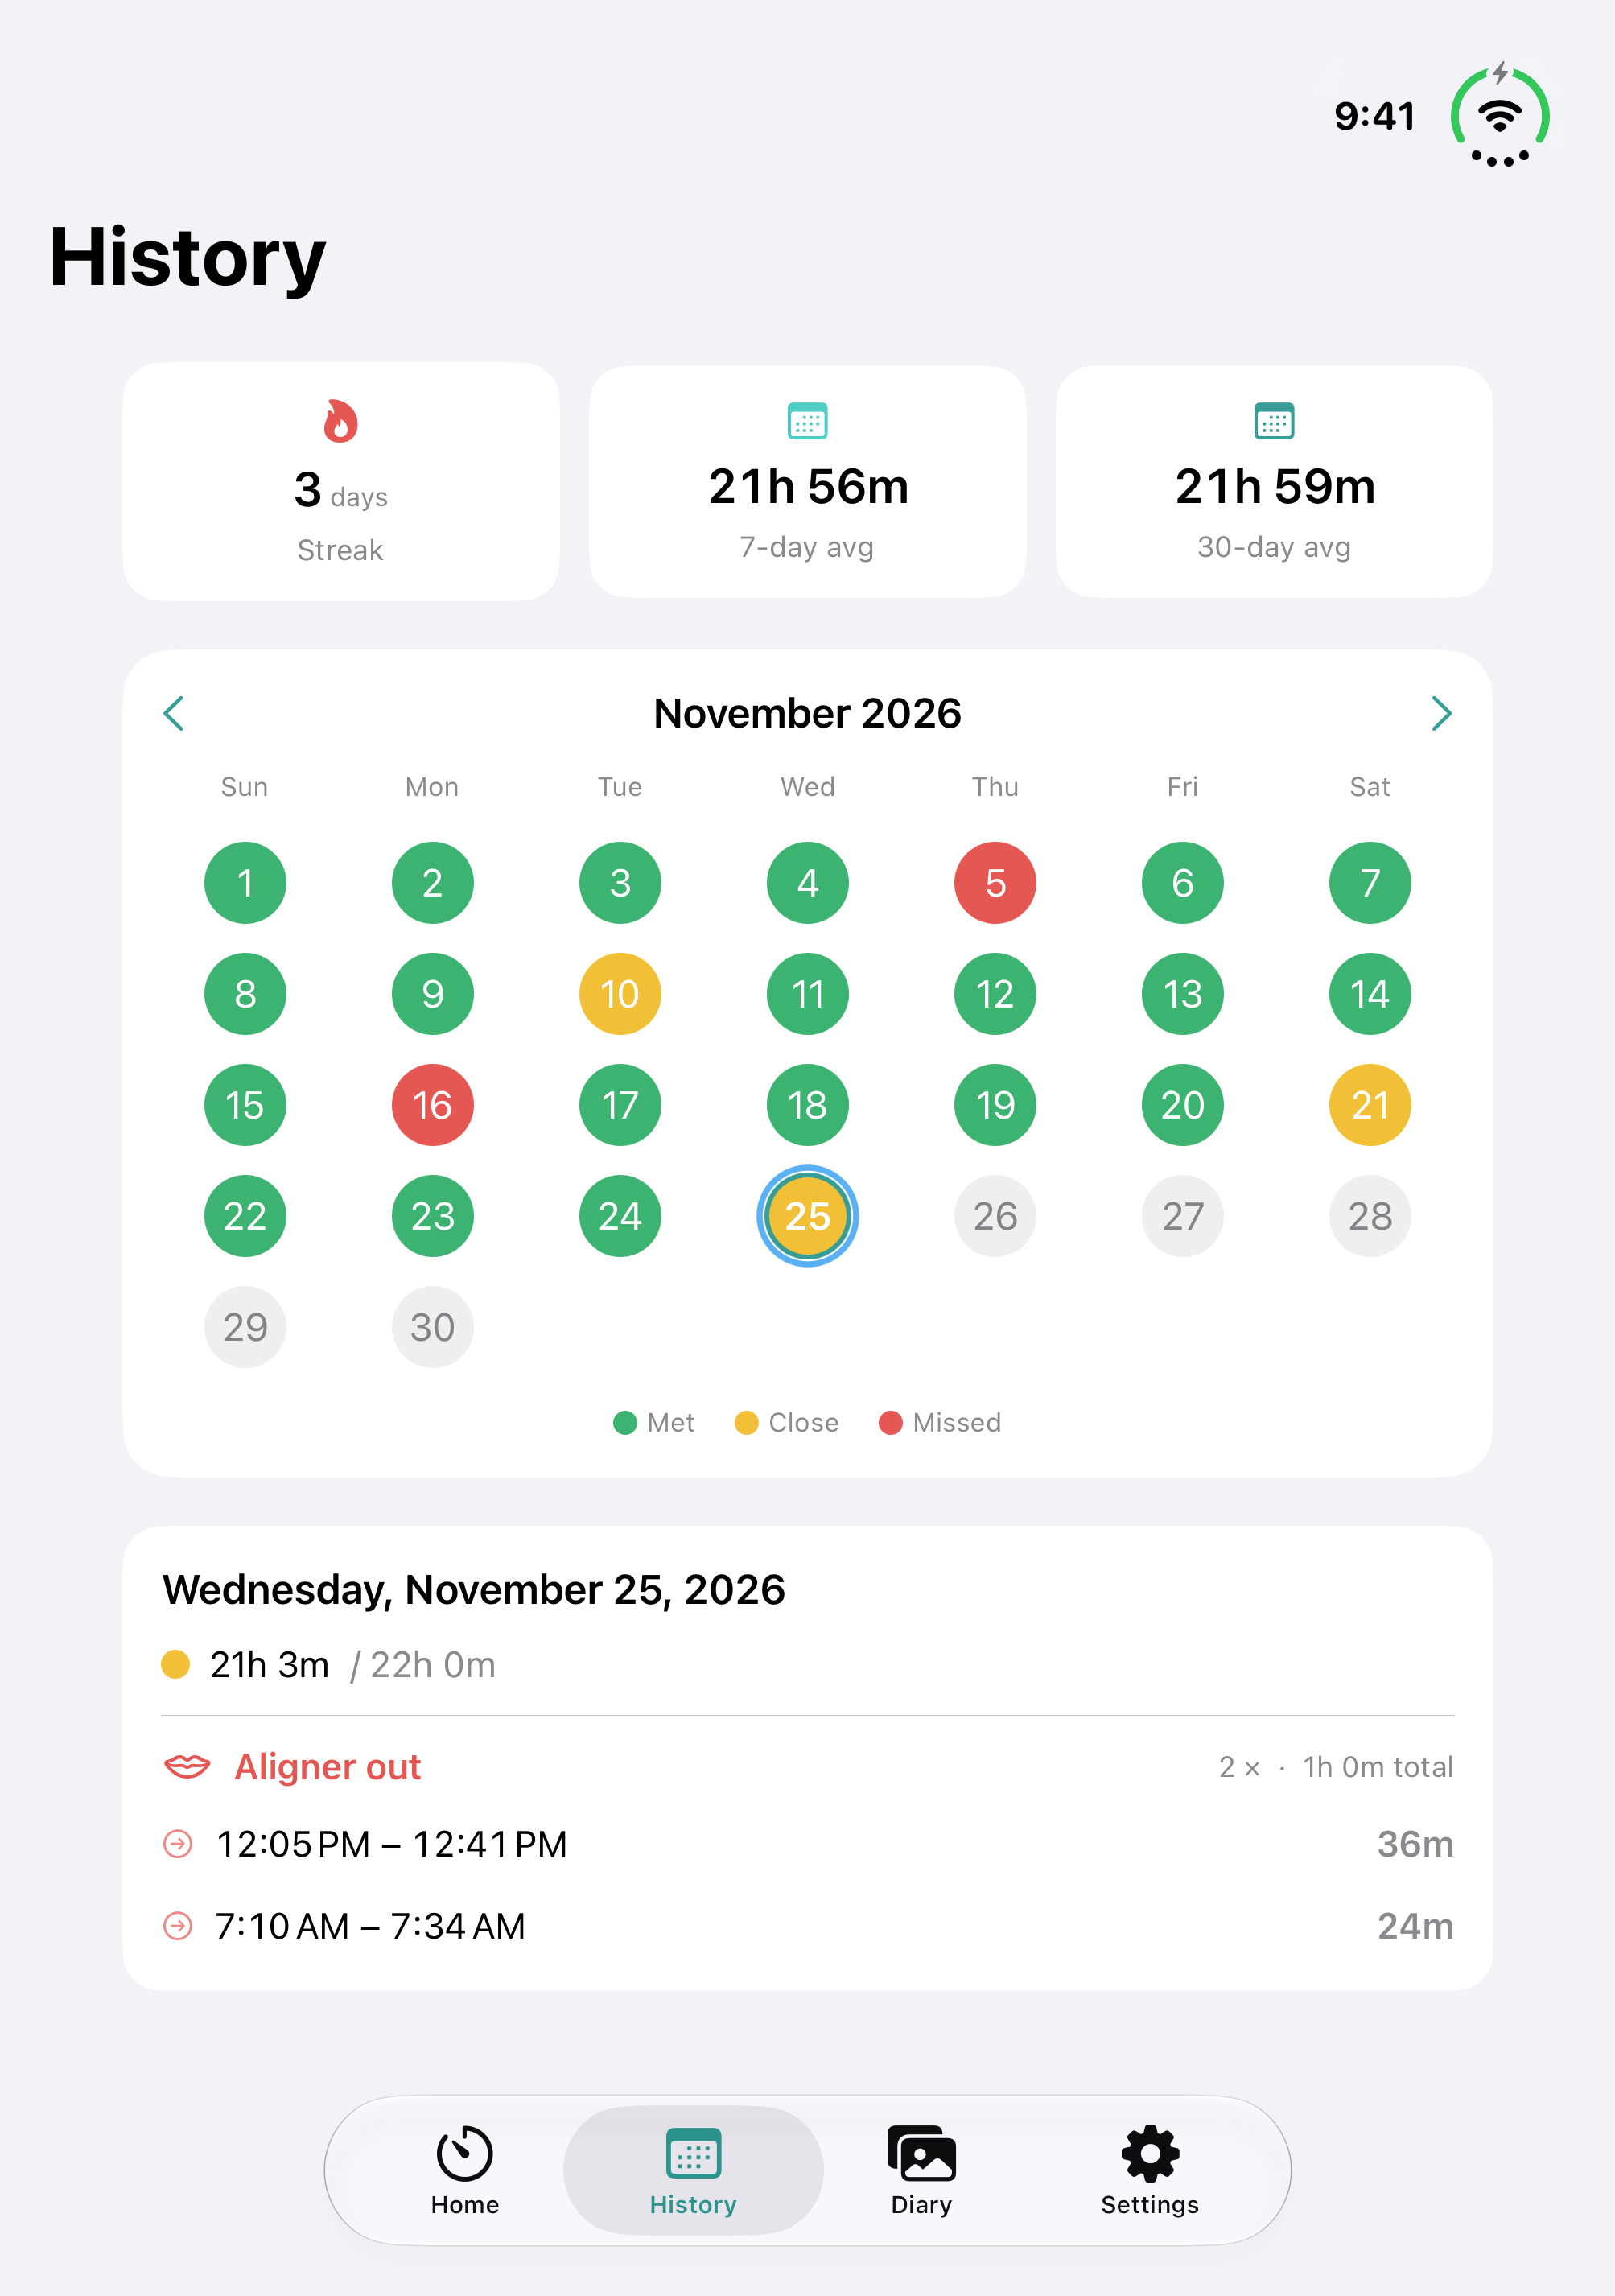 9:41
History
3 days
Streak
21h 56m
7-day avg
21h 59m
30-day avg
November 2026
Sun Mon Tue Wed Thu Fri Sat
1 2 3 4 5 6 7
8 9 10 11 12 13 14
15 16 17 18 19 20 21
22 23 24 25 26 27 28
29 30
Met Close Missed
Wednesday, November 25, 2026
21h 3m / 22h 0m
Aligner out 2 × · 1h 0m total
12:05 PM – 12:41 PM 36m
7:10 AM – 7:34 AM 24m
Home History Diary Settings